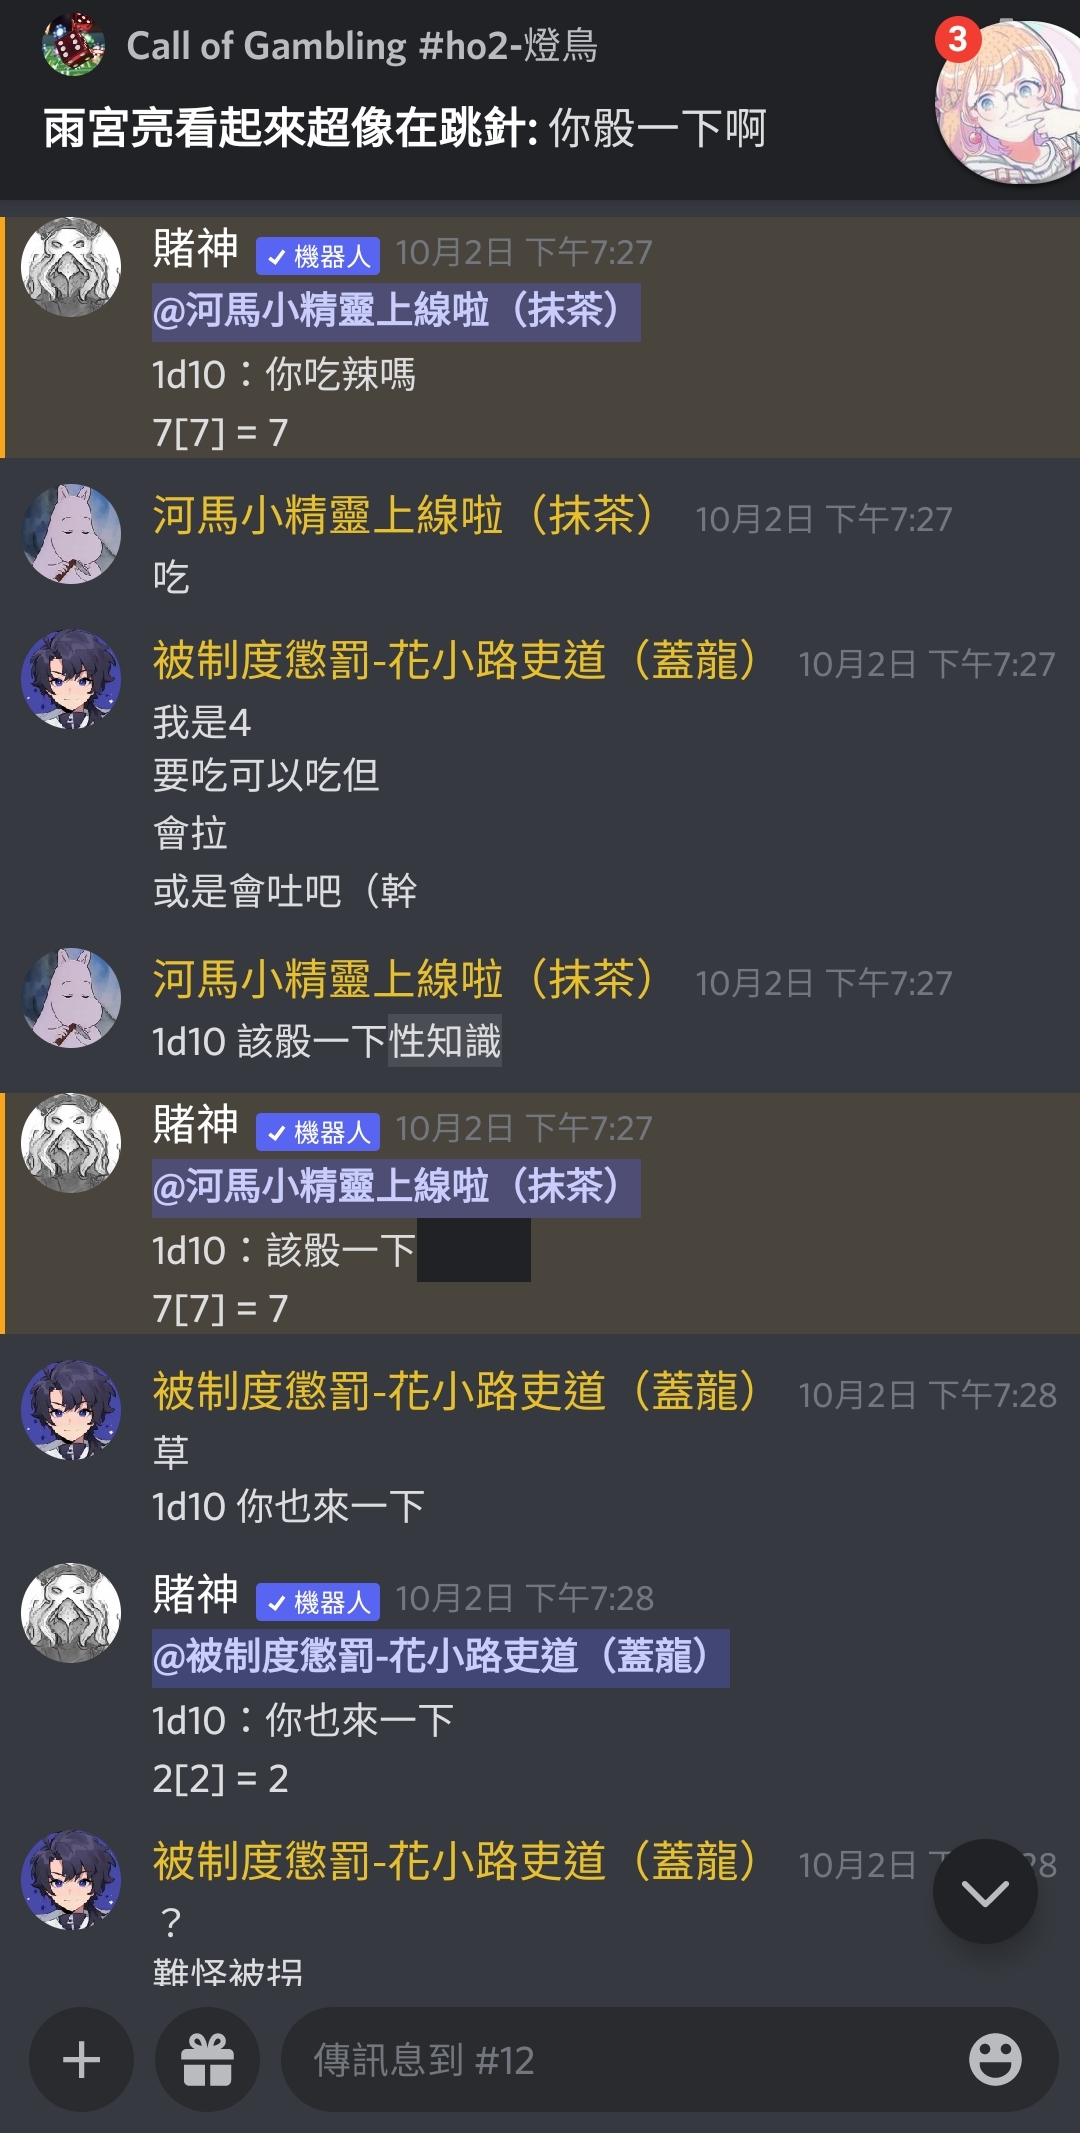 Call of Gambling #ho2-燈鳥
3
雨宮亮看起來超像在跳針: 你骰一下啊
賭神 ✓ 機器人 10月2日 下午7:27
@河馬小精靈上線啦（抹茶）
1d10：你吃辣嗎
7[7] = 7
河馬小精靈上線啦（抹茶） 10月2日 下午7:27
吃
被制度懲罰-花小路吏道（蓋龍） 10月2日 下午7:27
我是4
要吃可以吃但
會拉
或是會吐吧（幹
河馬小精靈上線啦（抹茶） 10月2日 下午7:27
1d10 該骰一下性知識
賭神 ✓ 機器人 10月2日 下午7:27
@河馬小精靈上線啦（抹茶）
1d10：該骰一下
7[7] = 7
被制度懲罰-花小路吏道（蓋龍） 10月2日 下午7:28
草
1d10 你也來一下
賭神 ✓ 機器人 10月2日 下午7:28
@被制度懲罰-花小路吏道（蓋龍）
1d10：你也來一下
2[2] = 2
被制度懲罰-花小路吏道（蓋龍） 10月2日
？
難怪被拐
傳訊息到 #12